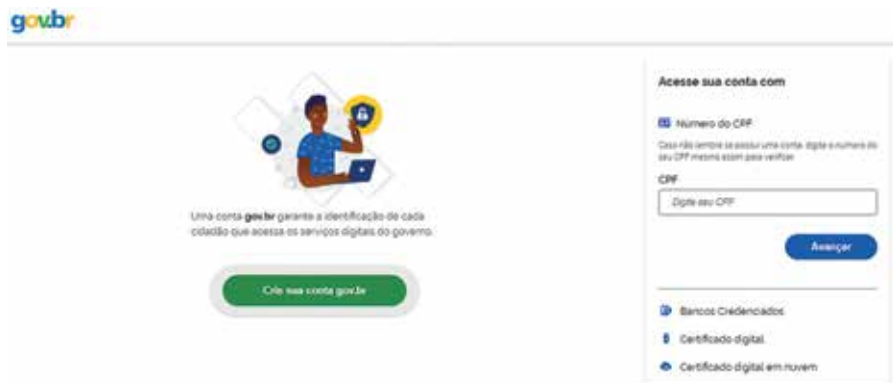 gov.br
Uma conta gov.br garante a identificação de cada
cidadão que acessa os serviços digitais do governo.
Crie sua conta gov.br
Acesse sua conta com
Número do CPF
Caso não lembre se possui uma conta, digite o número do
seu CPF mesmo assim para verificar.
CPF
Digite seu CPF
Avançar
Bancos Credenciados
Certificado digital
Certificado digital em nuvem